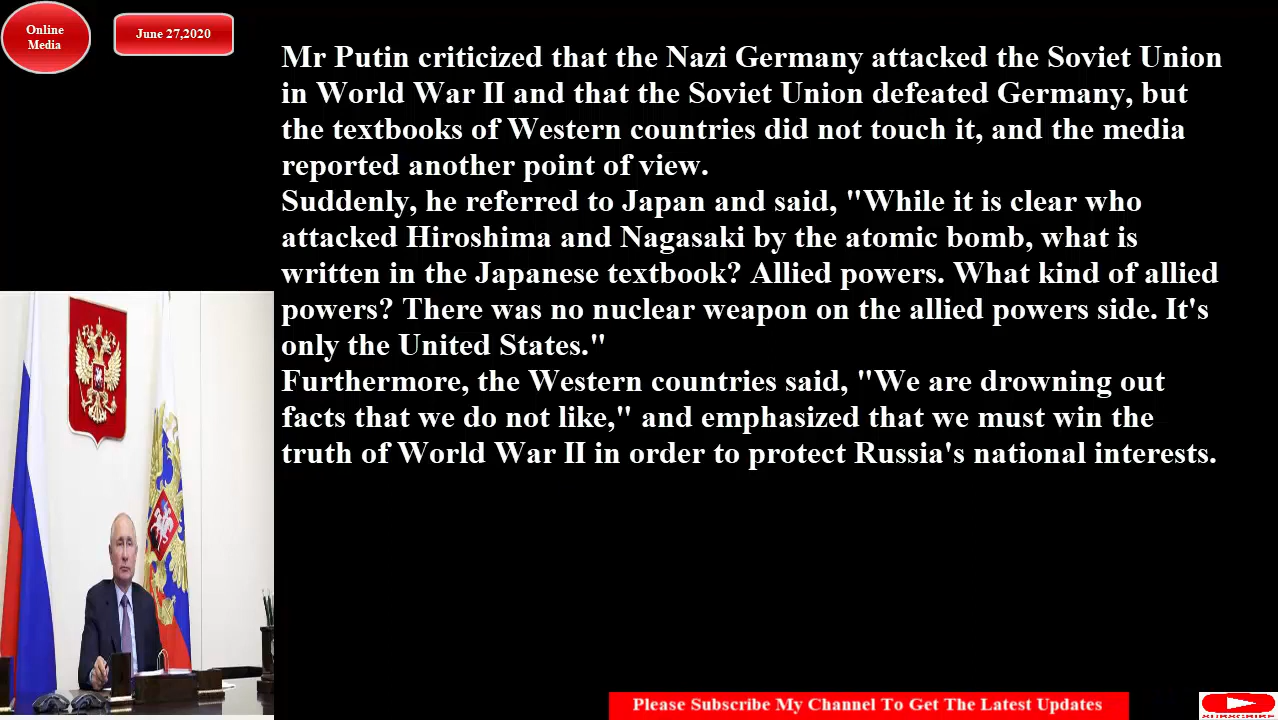 Online
Media
June 27,2020
Mr Putin criticized that the Nazi Germany attacked the Soviet Union
in World War II and that the Soviet Union defeated Germany, but
the textbooks of Western countries did not touch it, and the media
reported another point of view.
Suddenly, he referred to Japan and said, "While it is clear who
attacked Hiroshima and Nagasaki by the atomic bomb, what is
written in the Japanese textbook? Allied powers. What kind of allied
powers? There was no nuclear weapon on the allied powers side. It's
only the United States."
Furthermore, the Western countries said, "We are drowning out
facts that we do not like," and emphasized that we must win the
truth of World War II in order to protect Russia's national interests.
Please Subscribe My Channel To Get The Latest Updates
SUBSCRIBE